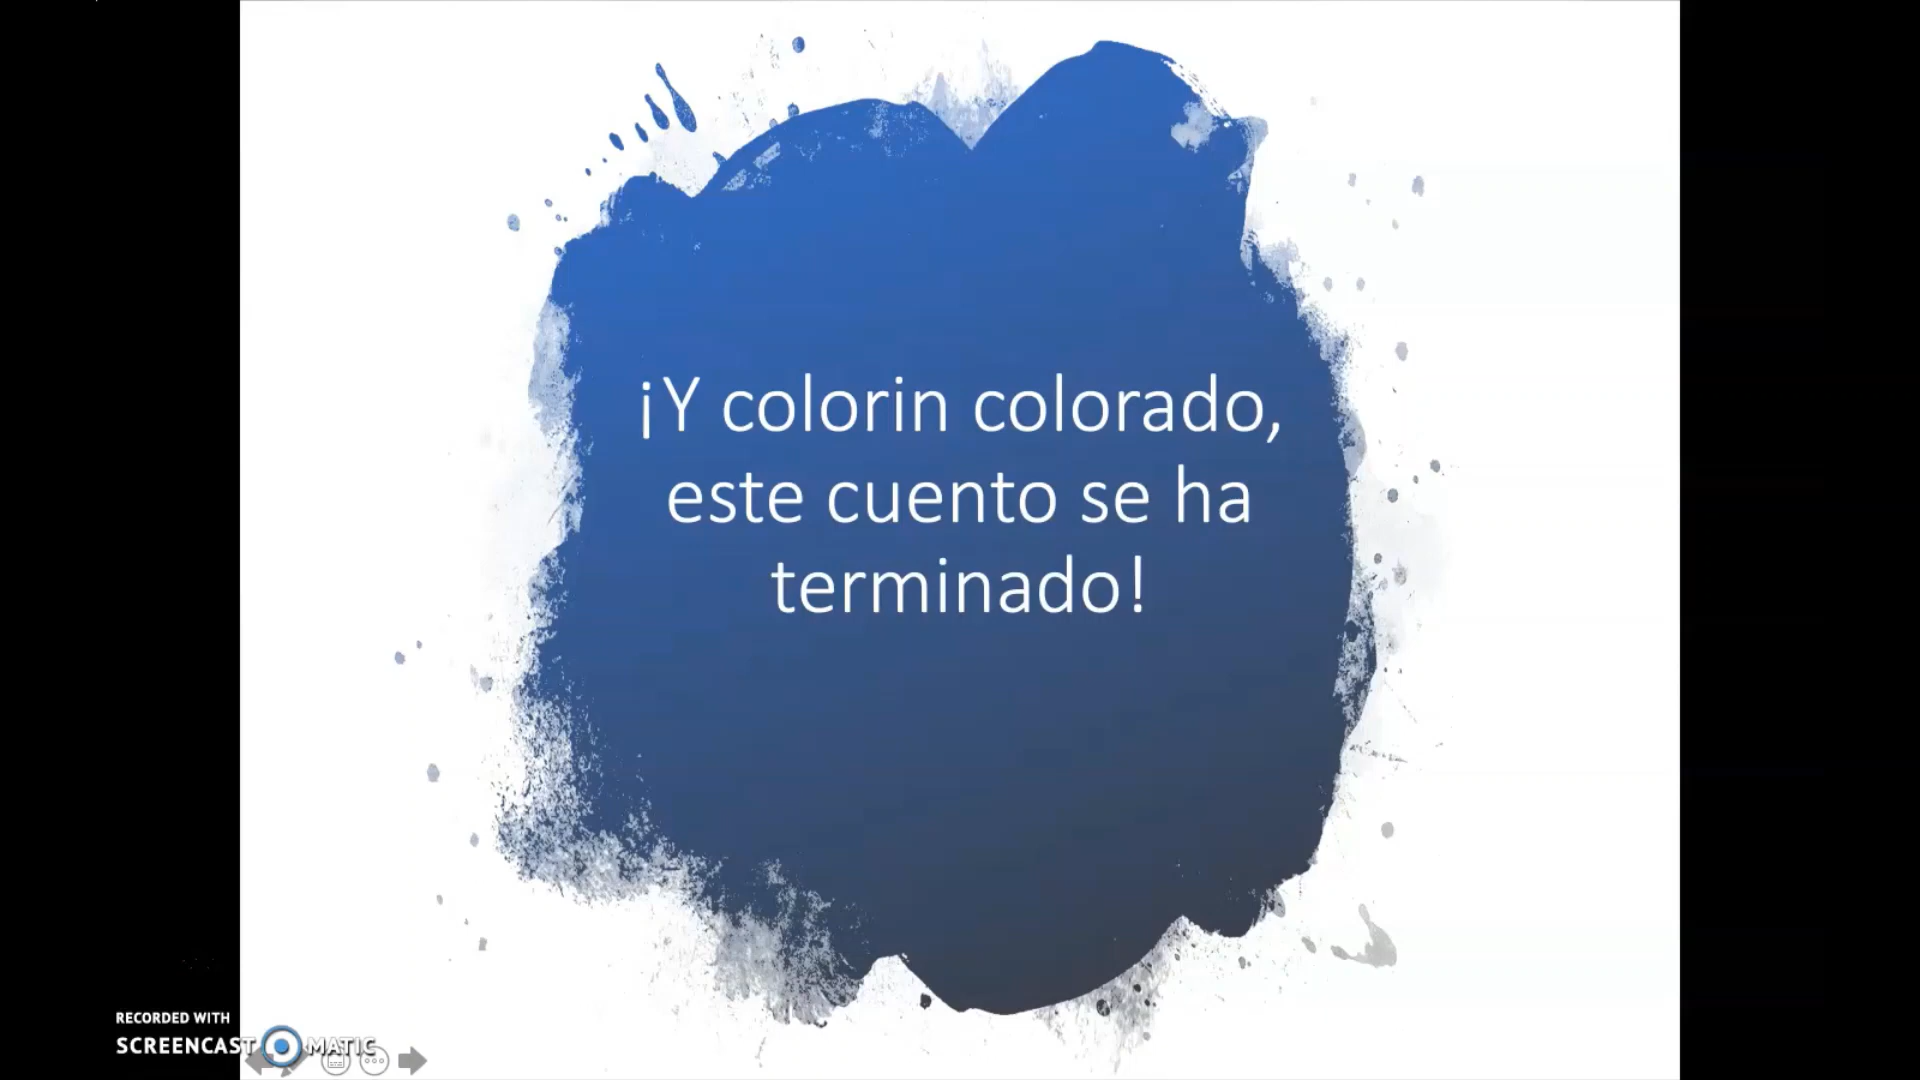 ¡Y colorin colorado,
este cuento se ha
terminado!
RECORDED WITH
SCREENCAST MATIC